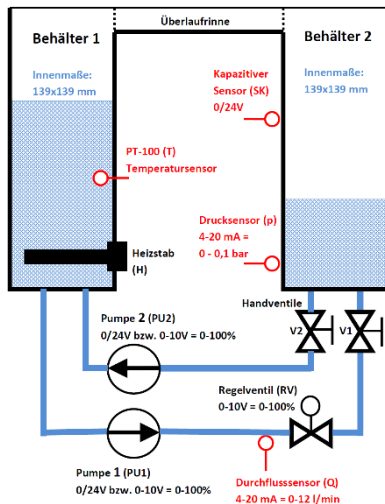 Überlaufrinne
Behälter 1
Behälter 2
Innenmaße:
139x139 mm
Kapazitiver
Sensor (SK)
0/24V
Innenmaße:
139x139 mm
PT-100 (T)
Temperatursensor
Drucksensor (p)
4-20 mA =
0 - 0,1 bar
Heizstab
(H)
Handventile
V2
V1
Pumpe 2 (PU2)
0/24V bzw. 0-10V = 0-100%
Regelventil (RV)
0-10V = 0-100%
Pumpe 1 (PU1)
0/24V bzw. 0-10V = 0-100%
Durchflusssensor (Q)
4-20 mA = 0-12 l/min